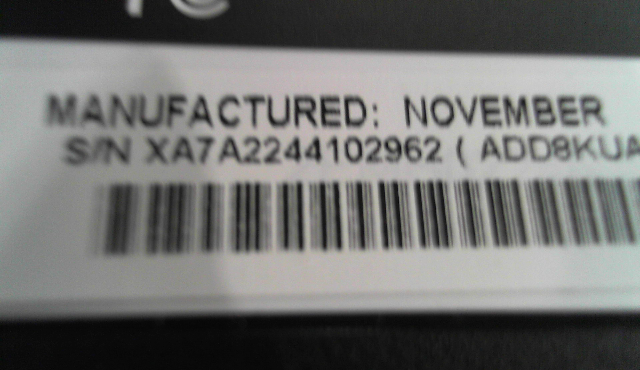 MANUFACTURED: NOVEMBER
S/N XA7A2244102962 ( ADD8KUA